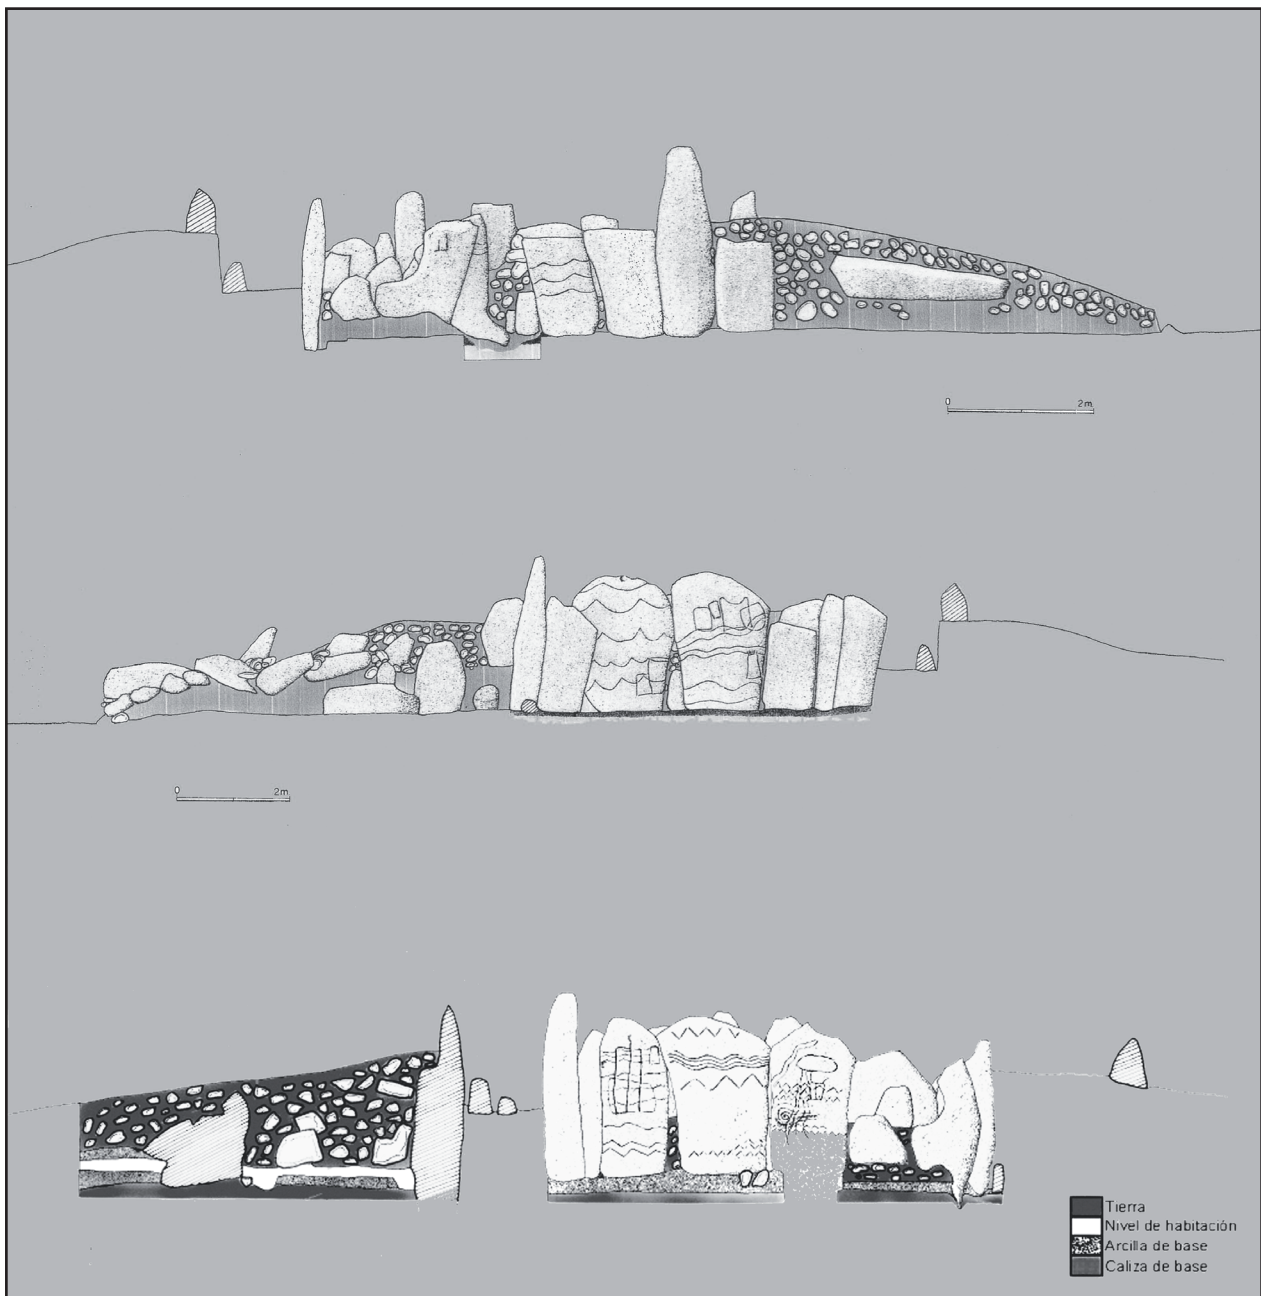 0 2m
0 2m
Tierra
Nivel de habitación
Arcilla de base
Caliza de base